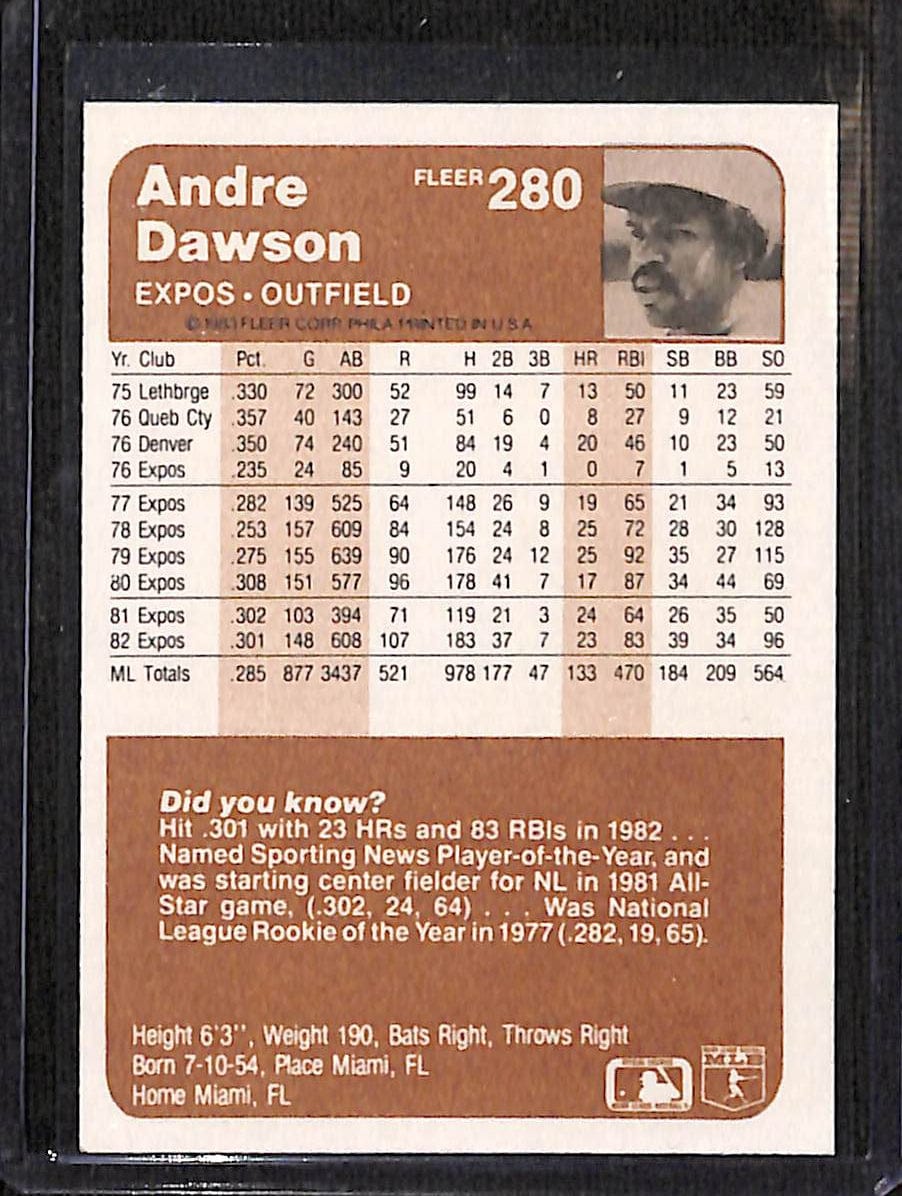 Andre
Dawson
FLEER 280
EXPOS • OUTFIELD
© 1983 FLEER CORP. PHILA PRINTED IN U S A
Yr. Club Pct. G AB R H 2B 3B HR RBI SB BB SO
75 Lethbrge .330 72 300 52 99 14 7 13 50 11 23 59
76 Queb Cty .357 40 143 27 51 6 0 8 27 9 12 21
76 Denver .350 74 240 51 84 19 4 20 46 10 23 50
76 Expos .235 24 85 9 20 4 1 0 7 1 5 13
77 Expos .282 139 525 64 148 26 9 19 65 21 34 93
78 Expos .253 157 609 84 154 24 8 25 72 28 30 128
79 Expos .275 155 639 90 176 24 12 25 92 35 27 115
80 Expos .308 151 577 96 178 41 7 17 87 34 44 69
81 Expos .302 103 394 71 119 21 3 24 64 26 35 50
82 Expos .301 148 608 107 183 37 7 23 83 39 34 96
ML Totals .285 877 3437 521 978 177 47 133 470 184 209 564
Did you know?
Hit .301 with 23 HRs and 83 RBIs in 1982 . . .
Named Sporting News Player-of-the-Year, and
was starting center fielder for NL in 1981 All-
Star game, (.302, 24, 64) . . . Was National
League Rookie of the Year in 1977 (.282, 19, 65).
Height 6'3'', Weight 190, Bats Right, Throws Right
Born 7-10-54, Place Miami, FL
Home Miami, FL